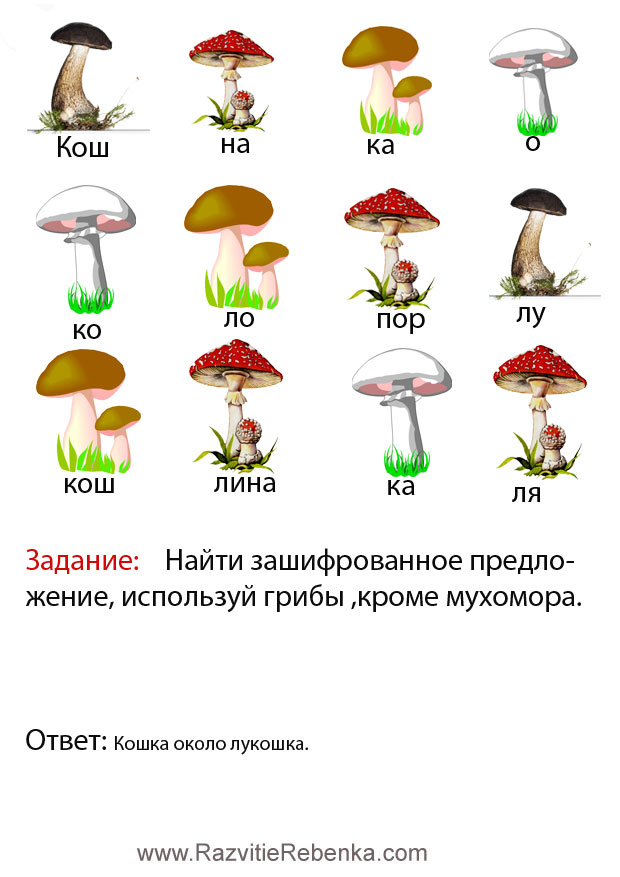 Кош на ка о
ко ло пор лу
кош лина ка ля
Задание: Найти зашифрованное предло-
жение, используй грибы ,кроме мухомора.
Ответ: Кошка около лукошка.
www.RazvitieRebenka.com